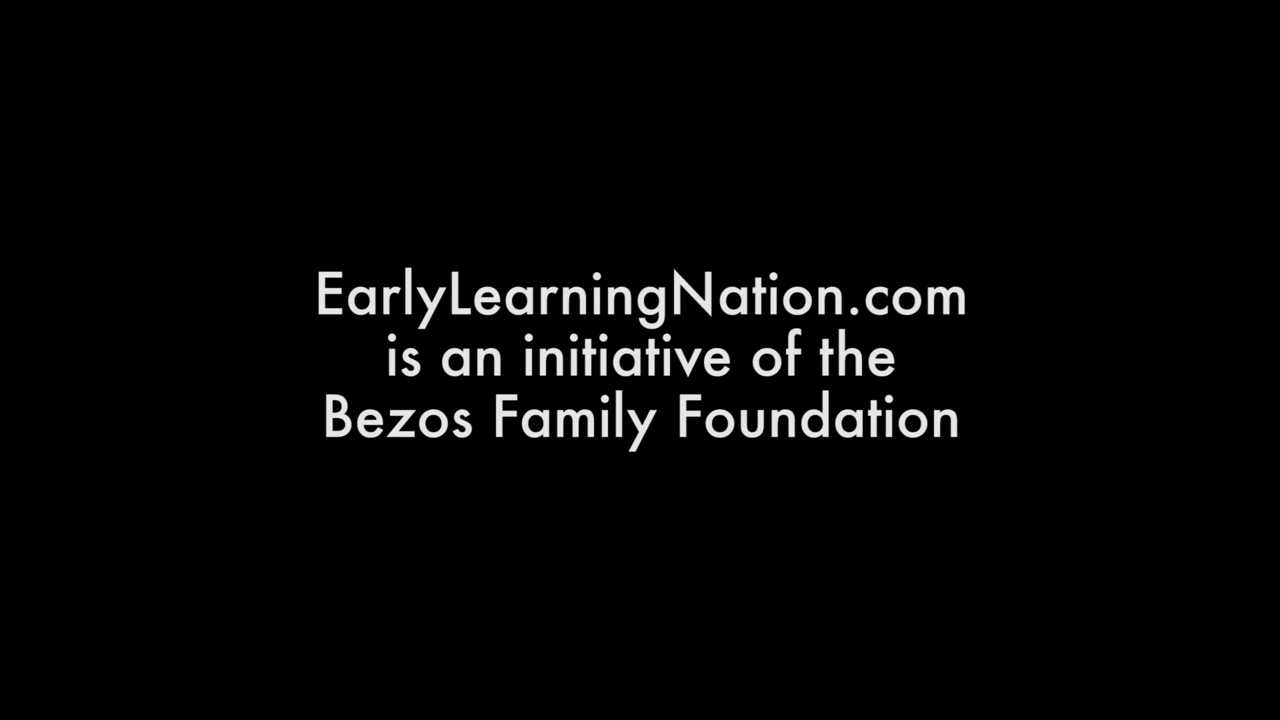 EarlyLearningNation.com
is an initiative of the
Bezos Family Foundation